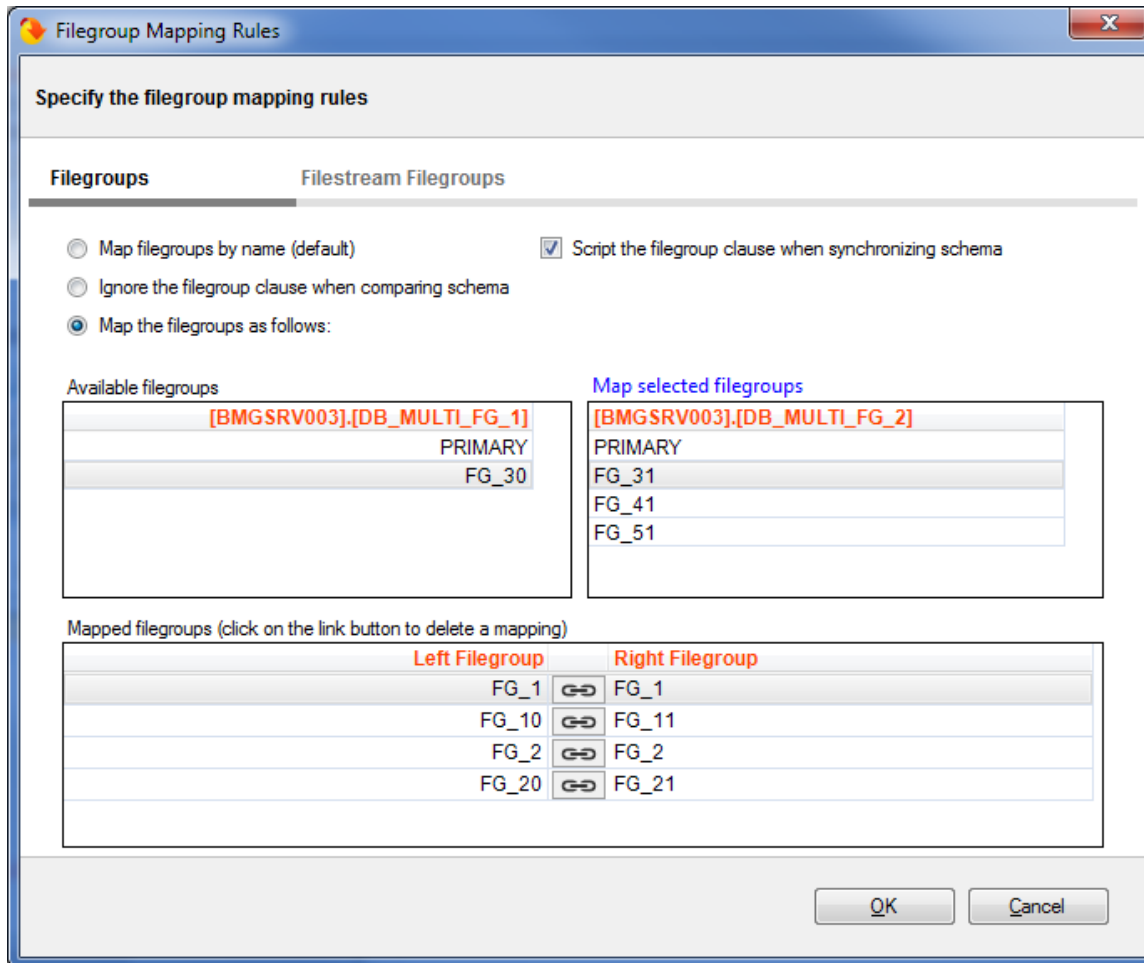 Filegroup Mapping Rules
Specify the filegroup mapping rules
Filegroups Filestream Filegroups
Map filegroups by name (default) Script the filegroup clause when synchronizing schema
Ignore the filegroup clause when comparing schema
Map the filegroups as follows:
Available filegroups Map selected filegroups
[BMGSRV003].[DB_MULTI_FG_1] [BMGSRV003].[DB_MULTI_FG_2]
PRIMARY PRIMARY
FG_30 FG_31
FG_41
FG_51
Mapped filegroups (click on the link button to delete a mapping)
Left Filegroup Right Filegroup
FG_1 FG_1
FG_10 FG_11
FG_2 FG_2
FG_20 FG_21
OK Cancel